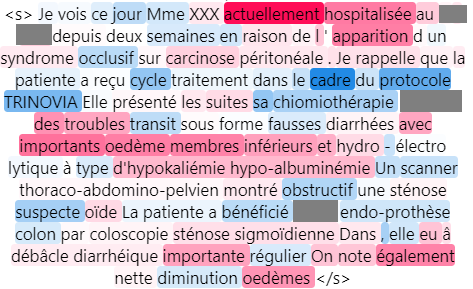 <s> Je vois ce jour Mme XXX actuellement hospitalisée au
depuis deux semaines en raison de l ' apparition d un
syndrome occlusif sur carcinose péritonéale . Je rappelle que la
patiente a reçu cycle traitement dans le cadre du protocole
TRINOVIA Elle présenté les suites sa chiomiothérapie
des troubles transit sous forme fausses diarrhées avec
importants oedème membres inférieurs et hydro - électro
lytique à type d'hypokaliémie hypo-albuminémie Un scanner
thoraco-abdomino-pelvien montré obstructif une sténose
suspecte oïde La patiente a bénéficié endo-prothèse
colon par coloscopie sténose sigmoïdienne Dans , elle eu â
débâcle diarrhéique importante régulier On note également
nette diminution oedèmes </s>